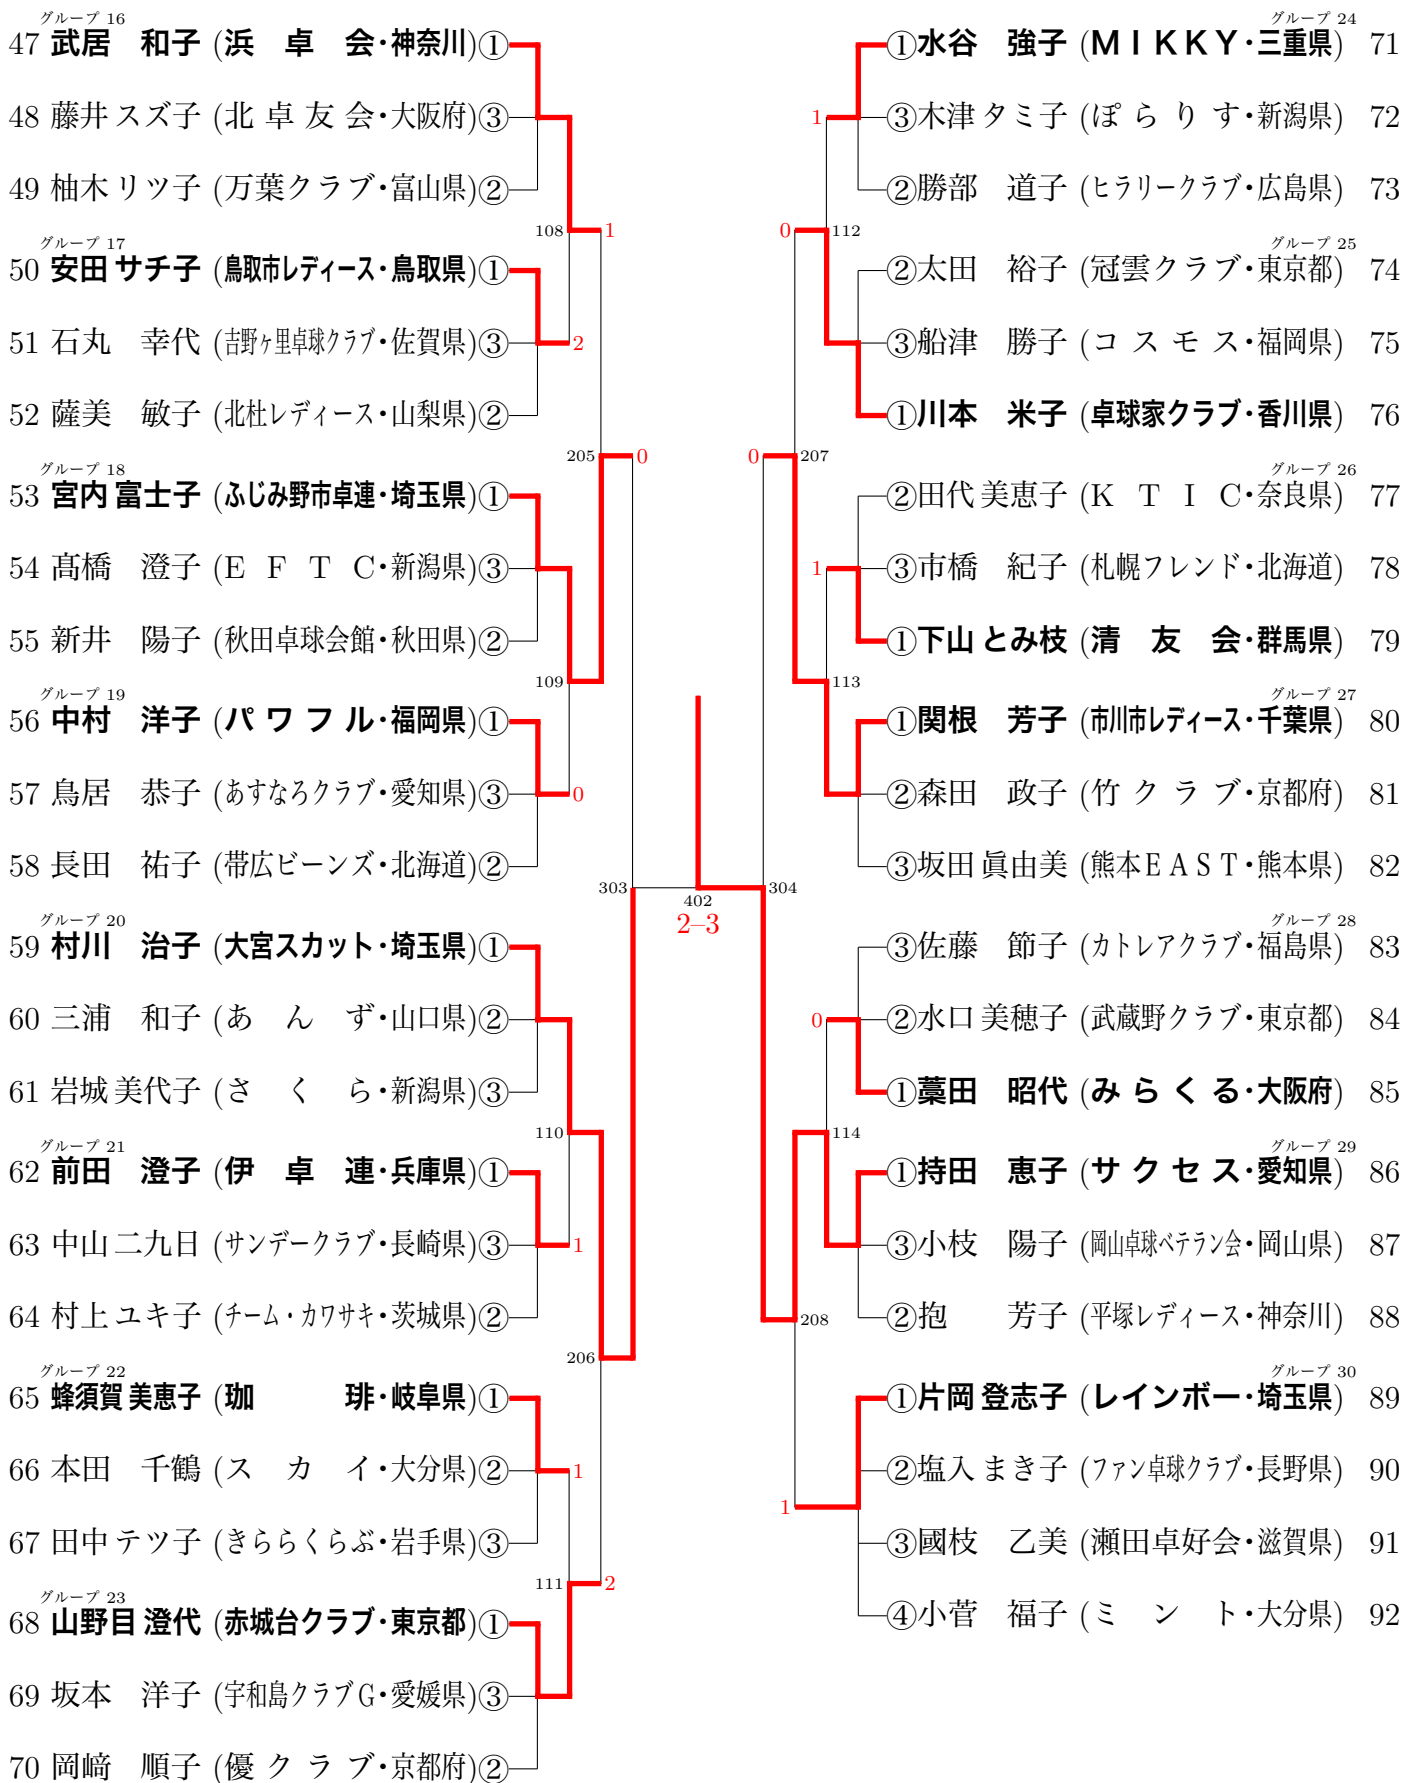 グループ 16
47 武居　和子 (浜　卓　会・神奈川)①
48 藤井スズ子 (北 卓 友 会・大阪府)③
49 柚木リツ子 (万葉クラブ・富山県)②
108 1
グループ 17
50 安田サチ子 (鳥取市レディース・鳥取県)①
51 石丸　幸代 (吉野ヶ里卓球クラブ・佐賀県)③ 2
52 薩美　敏子 (北杜レディース・山梨県)②
205 0
グループ 18
53 宮内富士子 (ふじみ野市卓連・埼玉県)①
54 髙橋　澄子 (E F T C・新潟県)③
55 新井　陽子 (秋田卓球会館・秋田県)②
109
グループ 19
56 中村　洋子 (パ ワ フ ル・福岡県)①
57 鳥居　恭子 (あすなろクラブ・愛知県)③ 0
58 長田　祐子 (帯広ビーンズ・北海道)②
303
グループ 20
59 村川　治子 (大宮スカット・埼玉県)①
60 三浦　和子 (あ　ん　ず・山口県)②
61 岩城美代子 (さ　く　ら・新潟県)③
110
グループ 21
62 前田　澄子 (伊　卓　連・兵庫県)①
63 中山二九日 (サンデークラブ・長崎県)③ 1
64 村上ユキ子 (チーム・カワサキ・茨城県)②
206
グループ 22
65 蜂須賀美恵子 (珈　　琲・岐阜県)①
66 本田　千鶴 (ス　カ　イ・大分県)② 1
67 田中テツ子 (きららくらぶ・岩手県)③
111 2
グループ 23
68 山野目澄代 (赤城台クラブ・東京都)①
69 坂本　洋子 (宇和島クラブG・愛媛県)③
70 岡﨑　順子 (優 ク ラ ブ・京都府)②
402
2–3
グループ 24
①水谷　強子 (M I K K Y・三重県) 71
1 ③木津タミ子 (ぽ ら り す・新潟県) 72
②勝部　道子 (ヒラリークラブ・広島県) 73
0 112
グループ 25
②太田　裕子 (冠雲クラブ・東京都) 74
③船津　勝子 (コ ス モ ス・福岡県) 75
①川本　米子 (卓球家クラブ・香川県) 76
0 207
グループ 26
②田代美恵子 (K T I C・奈良県) 77
1 ③市橋　紀子 (札幌フレンド・北海道) 78
①下山とみ枝 (清　友　会・群馬県) 79
113
グループ 27
①関根　芳子 (市川市レディース・千葉県) 80
②森田　政子 (竹 ク ラ ブ・京都府) 81
③坂田眞由美 (熊本E A S T・熊本県) 82
304
グループ 28
③佐藤　節子 (カトレアクラブ・福島県) 83
0 ②水口美穂子 (武蔵野クラブ・東京都) 84
①藁田　昭代 (み ら く る・大阪府) 85
114
グループ 29
①持田　恵子 (サ ク セ ス・愛知県) 86
③小枝　陽子 (岡山卓球ベテラン会・岡山県) 87
②抱　　芳子 (平塚レディース・神奈川) 88
208
グループ 30
①片岡登志子 (レインボー・埼玉県) 89
②塩入まき子 (ファン卓球クラブ・長野県) 90
1
③國枝　乙美 (瀬田卓好会・滋賀県) 91
④小菅　福子 (ミ　ン　ト・大分県) 92